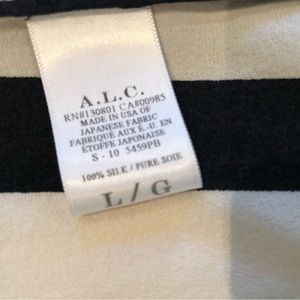 A.L.C.
RN#130801 CA#00985
MADE IN USA OF
JAPANESE FABRIC
FABRIQUE AUX É.-U. EN
ÉTOFFE JAPONAISE
S - 10 5459PB
100% SILK / PURE SOIE
L / G